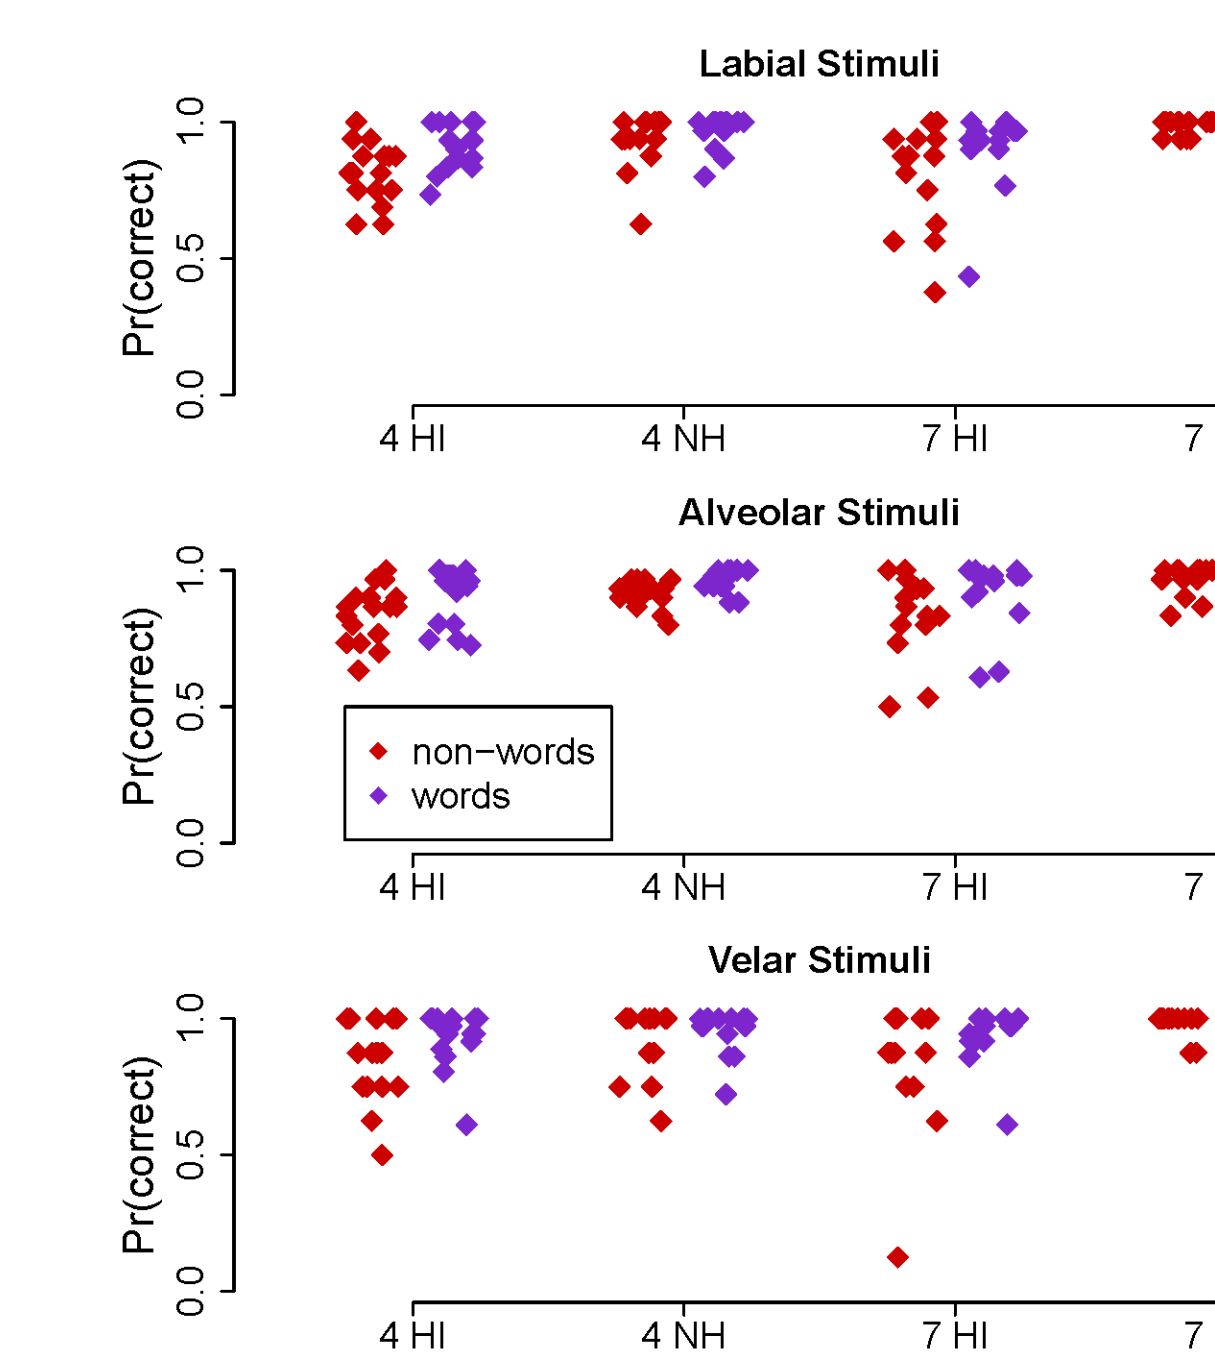 Labial Stimuli
Pr(correct)
1.0
0.5
0.0
4 HI
4 NH
7 HI
7
Alveolar Stimuli
Pr(correct)
1.0
0.5
0.0
non-words
words
4 HI
4 NH
7 HI
7
Velar Stimuli
Pr(correct)
1.0
0.5
0.0
4 HI
4 NH
7 HI
7